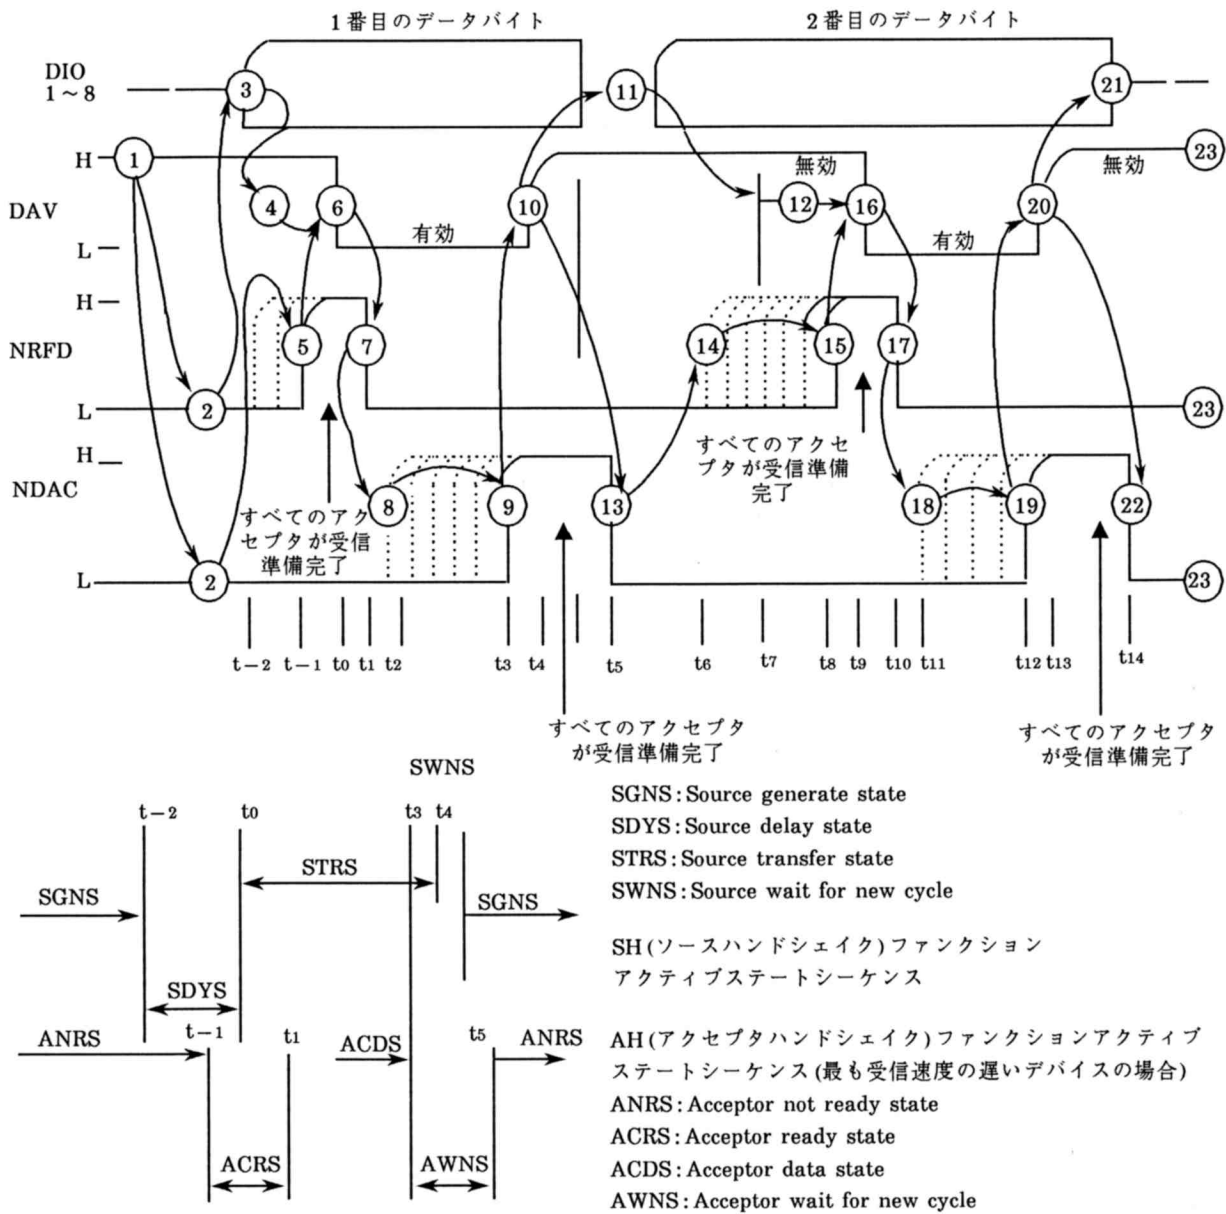 1番目のデータバイト
2番目のデータバイト
DIO
1～8
3
11
21
H
1
無効
無効
23
DAV
4
6
10
12
16
20
L
有効
有効
H
NRFD
5
7
14
15
17
L
2
23
すべてのアクセ
プタが受信準備
完了
H
NDAC
8
9
13
18
19
22
すべてのアク
セプタが受信
準備完了
L
2
23
t−2 t−1 t0 t1 t2 t3 t4 t5 t6 t7 t8 t9 t10 t11 t12 t13 t14
すべてのアクセプタ
が受信準備完了
すべてのアクセプタ
が受信準備完了
SWNS
t−2 t0 t3 t4
STRS
SGNS
SGNS
SDYS
ANRS
t−1 t1
ACDS
t5
ANRS
ACRS
AWNS
SGNS:Source generate state
SDYS:Source delay state
STRS:Source transfer state
SWNS:Source wait for new cycle
SH(ソースハンドシェイク)ファンクション
アクティブステートシーケンス
AH(アクセプタハンドシェイク)ファンクションアクティブ
ステートシーケンス(最も受信速度の遅いデバイスの場合)
ANRS:Acceptor not ready state
ACRS:Acceptor ready state
ACDS:Acceptor data state
AWNS:Acceptor wait for new cycle